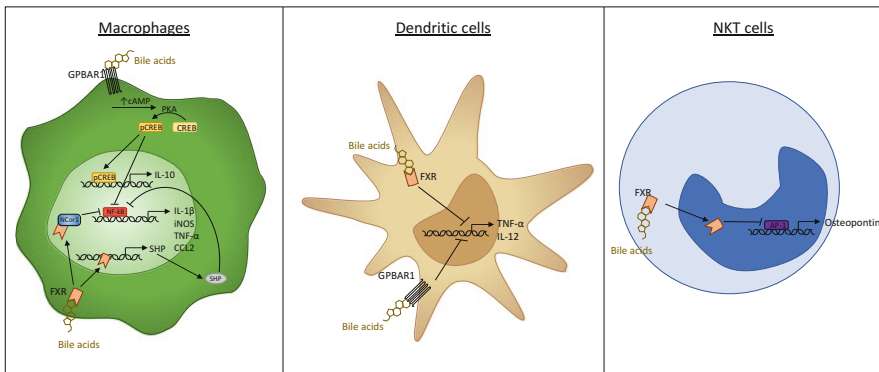 Macrophages
Bile acids
GPBAR1
↑cAMP
PKA
pCREB
CREB
pCREB
IL-10
NCor1
NF-kB
IL-1β
iNOS
TNF-α
CCL2
SHP
SHP
FXR
Bile acids
Dendritic cells
Bile acids
FXR
TNF-α
IL-12
GPBAR1
Bile acids
NKT cells
FXR
AP-1
Osteopontin
Bile acids